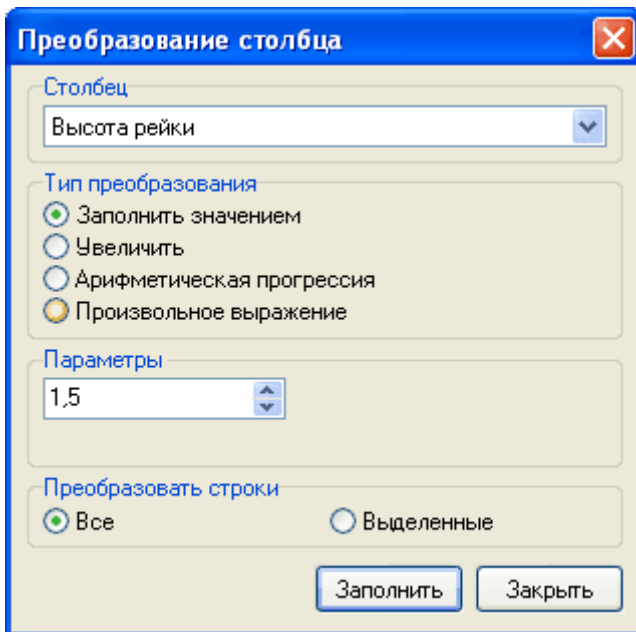 Преобразование столбца
Столбец
Высота рейки
Тип преобразования
Заполнить значением
Увеличить
Арифметическая прогрессия
Произвольное выражение
Параметры
1,5
Преобразовать строки
Все Выделенные
Заполнить Закрыть